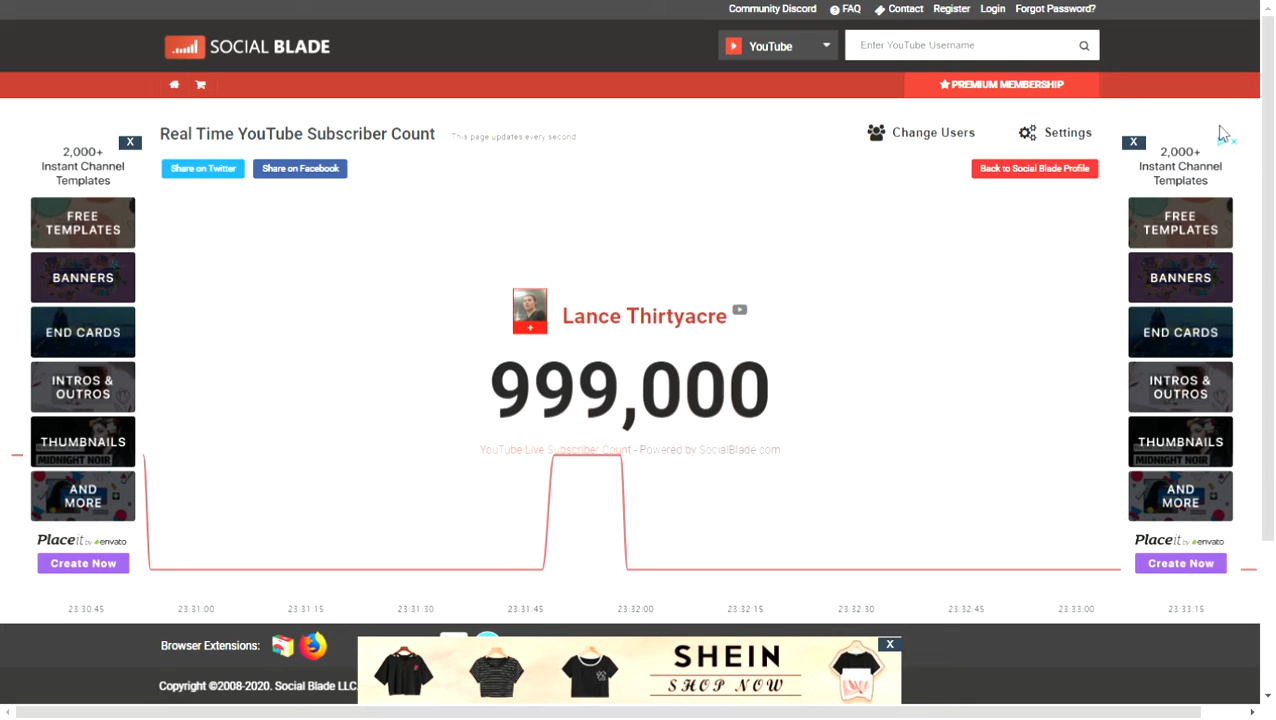 Community Discord FAQ Contact Register Login Forgot Password?
SOCIAL BLADE
YouTube
Enter YouTube Username
PREMIUM MEMBERSHIP
Real Time YouTube Subscriber Count
This page updates every second.
Change Users
Settings
Share on Twitter
Share on Facebook
Back to Social Blade Profile
X
2,000+
Instant Channel
Templates
FREE
TEMPLATES
BANNERS
END CARDS
INTROS &
OUTROS
THUMBNAILS
MIDNIGHT NOIR
AND
MORE
Placeit by envato
Create Now
Lance Thirtyacre
+
999,000
YouTube Live Subscriber Count - Powered by SocialBlade.com
X
2,000+
Instant Channel
Templates
FREE
TEMPLATES
BANNERS
END CARDS
INTROS &
OUTROS
THUMBNAILS
MIDNIGHT NOIR
AND
MORE
Placeit by envato
Create Now
23:30:45 23:31:00 23:31:15 23:31:30 23:31:45 23:32:00 23:32:15 23:32:30 23:32:45 23:33:00 23:33:15
Browser Extensions:
Copyright ©2008-2020. Social Blade LLC.
SHEIN
SHOP NOW
X